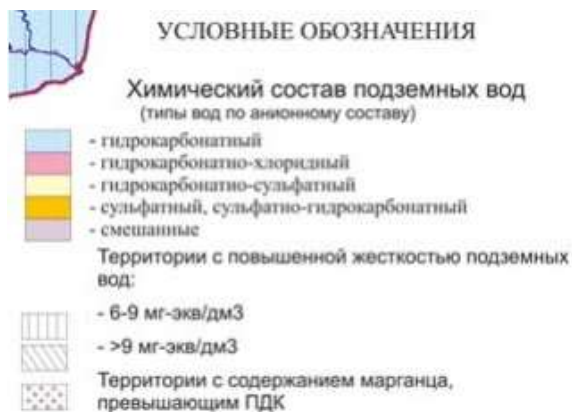 УСЛОВНЫЕ ОБОЗНАЧЕНИЯ
Химический состав подземных вод
(типы вод по анионному составу)
- гидрокарбонатный
- гидрокарбонатно-хлоридный
- гидрокарбонатно-сульфатный
- сульфатный, сульфатно-гидрокарбонатный
- смешанные
Территории с повышенной жесткостью подземных
вод:
- 6-9 мг-экв/дм3
- >9 мг-экв/дм3
Территории с содержанием марганца,
превышающим ПДК